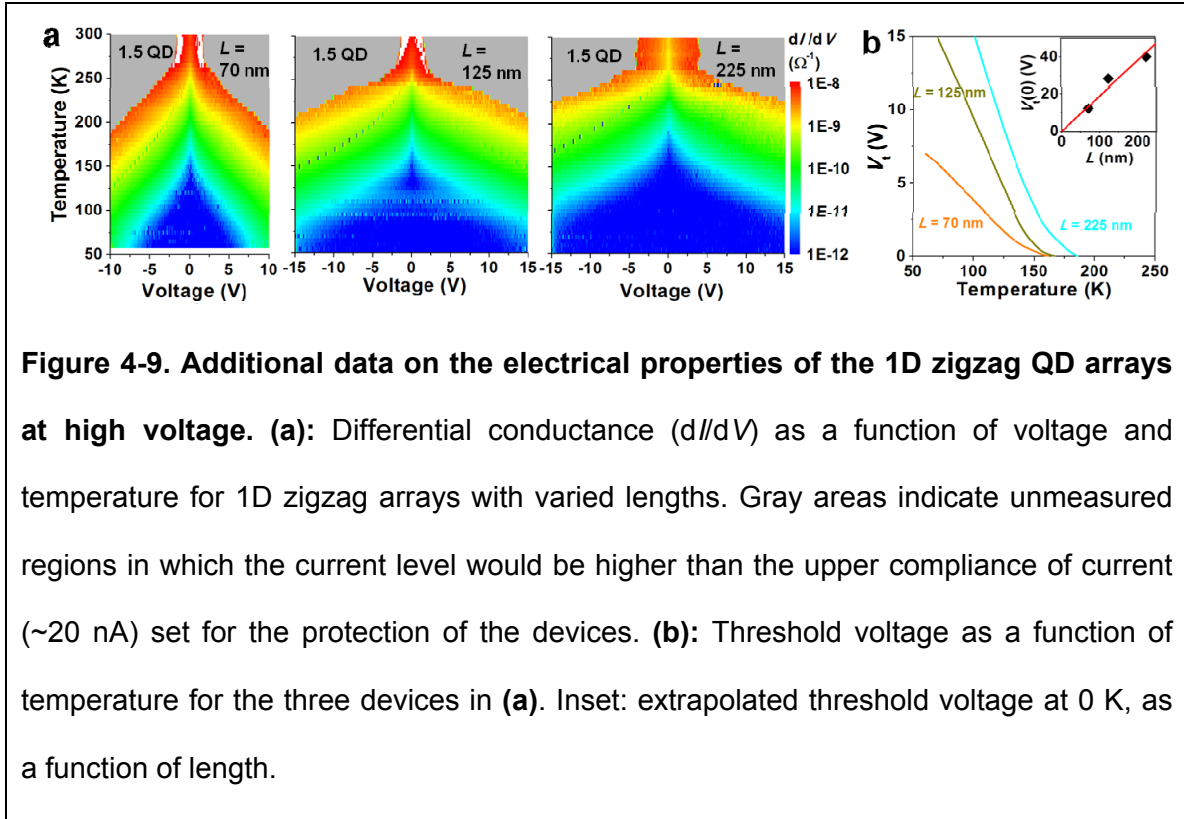 a
1.5 QD
L =
70 nm
1.5 QD
L =
125 nm
1.5 QD
L =
225 nm
dI/dV
(Ω⁻¹)
1E-8
1E-9
1E-10
1E-11
1E-12
Temperature (K)
300
250
200
150
100
50
-10 -5 0 5 10
Voltage (V)
-15 -10 -5 0 5 10 15
Voltage (V)
-15 -10 -5 0 5 10 15
Voltage (V)
b
Vt (V)
15
10
5
0
L = 125 nm
L = 70 nm
L = 225 nm
50 100 150 200 250
Temperature (K)
Vt(0) (V)
40
20
0
0 100 200
L (nm)
Figure 4-9. Additional data on the electrical properties of the 1D zigzag QD arrays
at high voltage. (a): Differential conductance (dI/dV) as a function of voltage and
temperature for 1D zigzag arrays with varied lengths. Gray areas indicate unmeasured
regions in which the current level would be higher than the upper compliance of current
(~20 nA) set for the protection of the devices. (b): Threshold voltage as a function of
temperature for the three devices in (a). Inset: extrapolated threshold voltage at 0 K, as
a function of length.